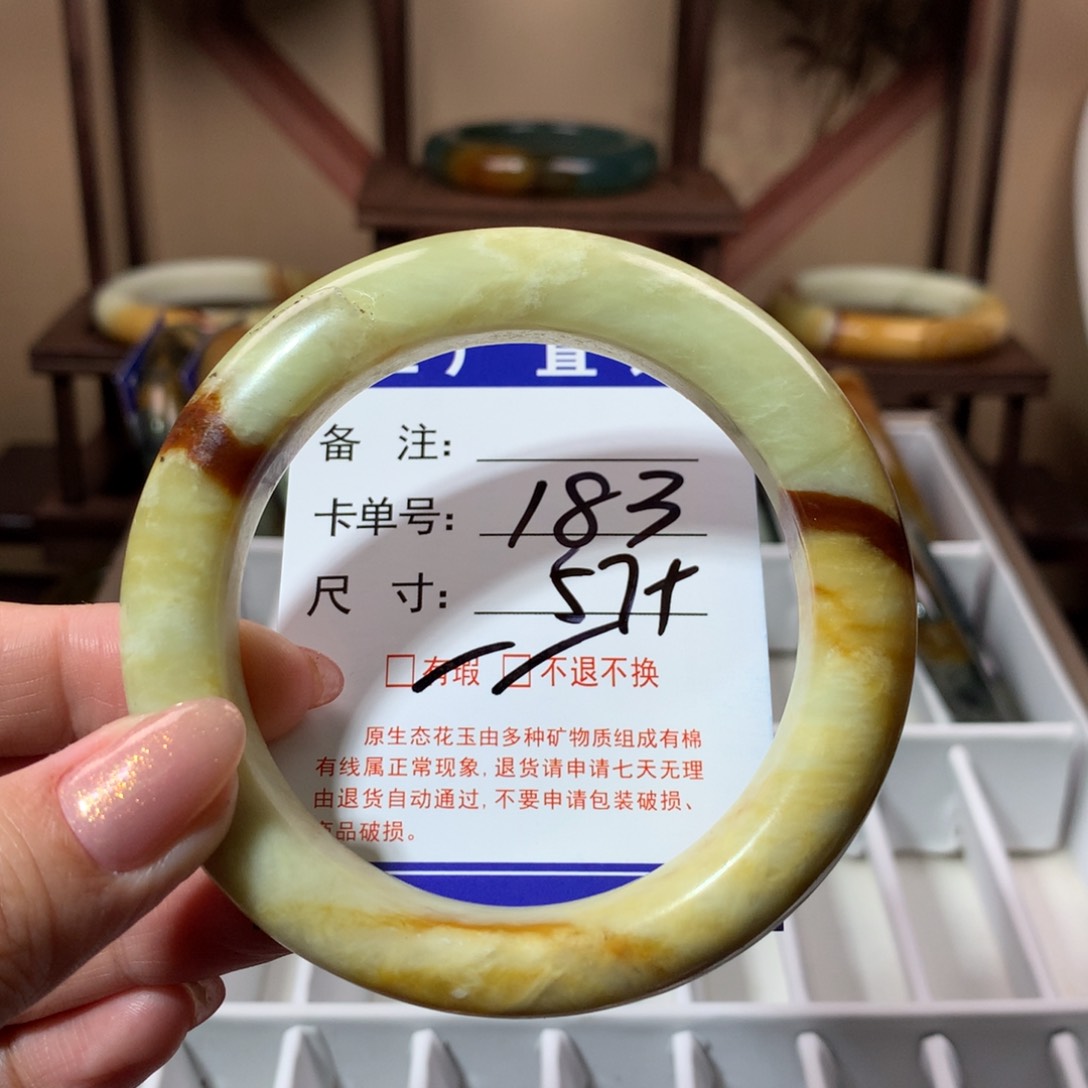 厂直
备 注:
卡单号: 183
尺 寸: 57+
□有瑕 □不退不换
原生态花玉由多种矿物质组成有棉
有线属正常现象,退货请申请七天无理
由退货自动通过,不要申请包装破损、
商品破损。